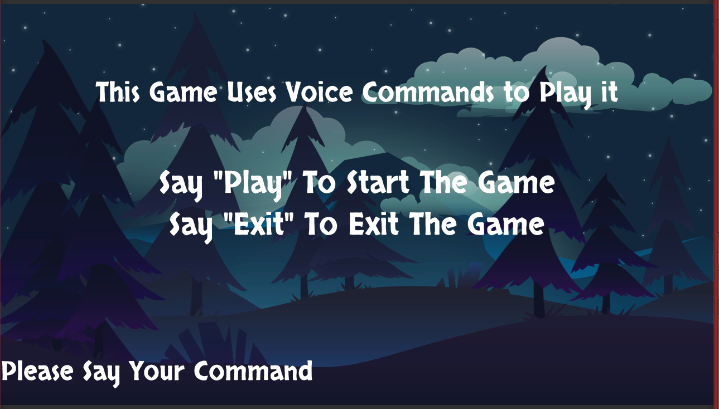 This Game Uses Voice Commands to Play it
Say "Play" To Start The Game
Say "Exit" To Exit The Game
Please Say Your Command